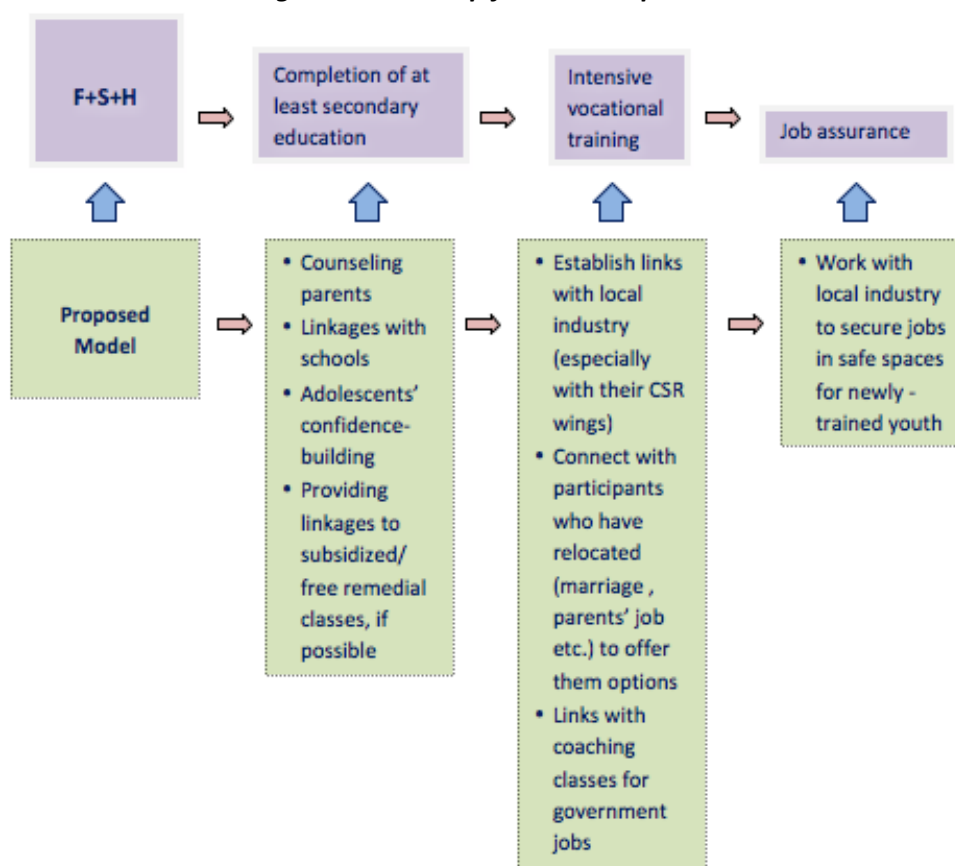 F+S+H
Completion of at
least secondary
education
Intensive
vocational
training
Job assurance
Proposed
Model
• Counseling
parents
• Linkages with
schools
• Adolescents'
confidence-
building
• Providing
linkages to
subsidized/
free remedial
classes, if
possible
• Establish links
with local
industry
(especially
with their CSR
wings)
• Connect with
participants
who have
relocated
(marriage ,
parents' job
etc.) to offer
them options
• Links with
coaching
classes for
government
jobs
• Work with
local industry
to secure jobs
in safe spaces
for newly -
trained youth